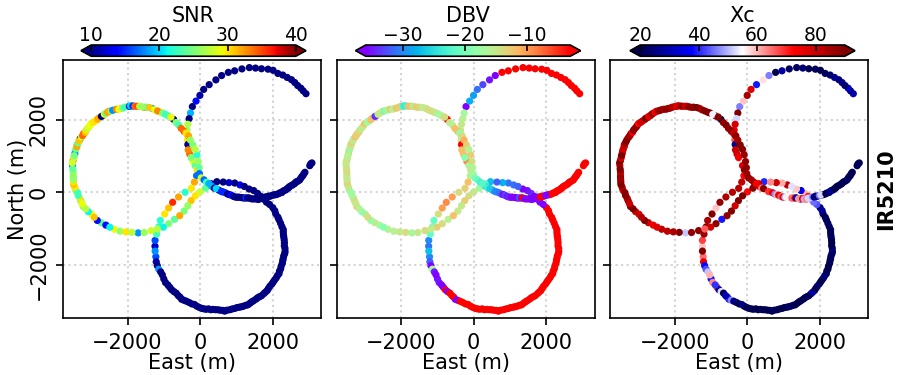 SNR DBV Xc
10 20 30 40 −30 −20 −10 20 40 60 80
2000
0
−2000
North (m)
IR5210
−2000 0 2000 −2000 0 2000 −2000 0 2000
East (m) East (m) East (m)